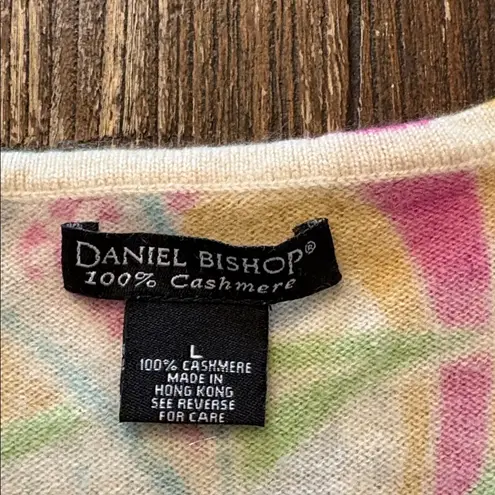 DANIEL BISHOP®
100% Cashmere
L
100% CASHMERE
MADE IN
HONG KONG
SEE REVERSE
FOR CARE